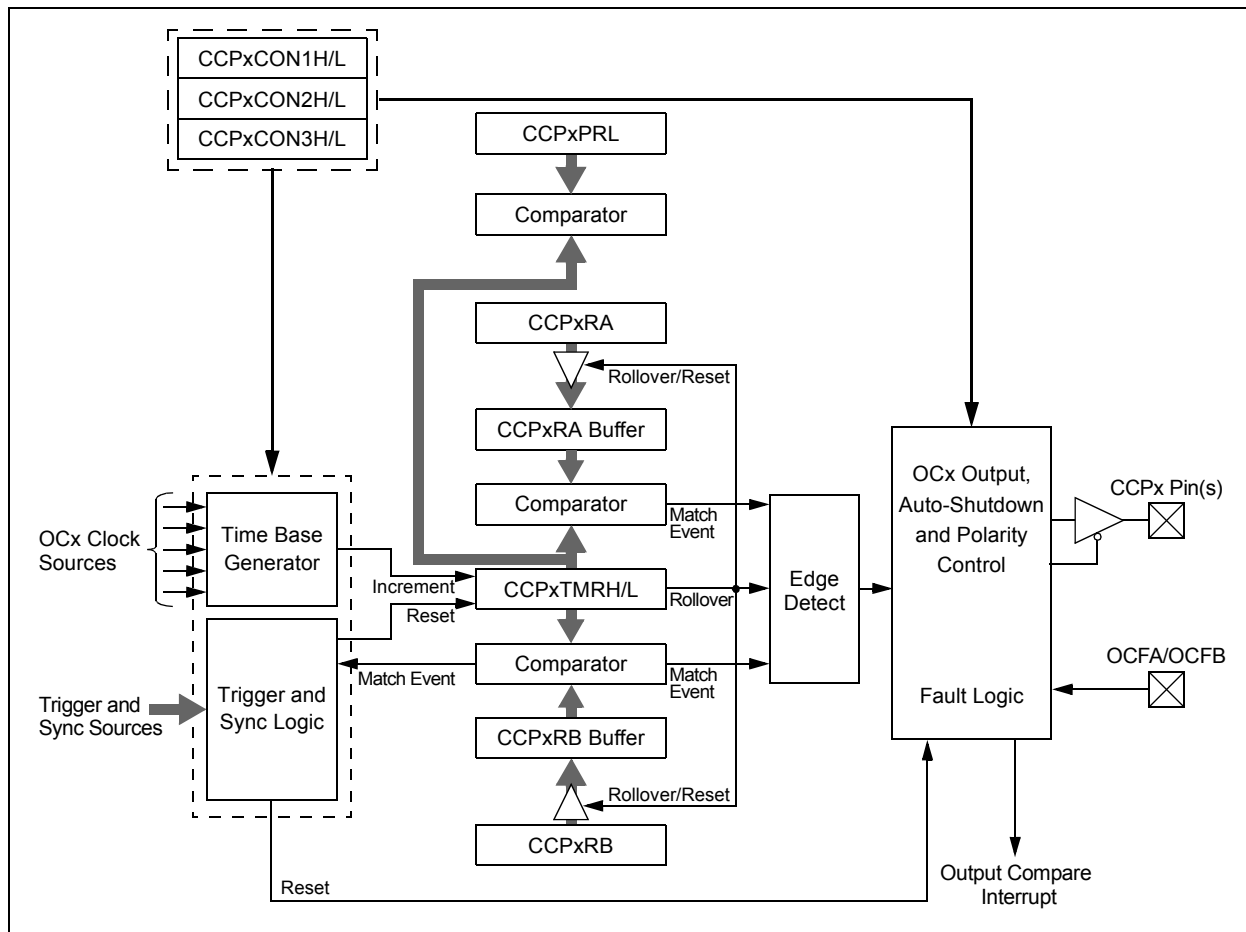 CCPxCON1H/L
CCPxCON2H/L
CCPxCON3H/L
CCPxPRL
Comparator
CCPxRA
Rollover/Reset
CCPxRA Buffer
Comparator
Match
Event
OCx Clock
Sources
Time Base
Generator
Increment
Reset
CCPxTMRH/L
Rollover
Edge
Detect
OCx Output,
Auto-Shutdown
and Polarity
Control
CCPx Pin(s)
Trigger and
Sync Sources
Trigger and
Sync Logic
Match Event
Comparator
Match
Event
Fault Logic
OCFA/OCFB
CCPxRB Buffer
Rollover/Reset
CCPxRB
Reset
Output Compare
Interrupt